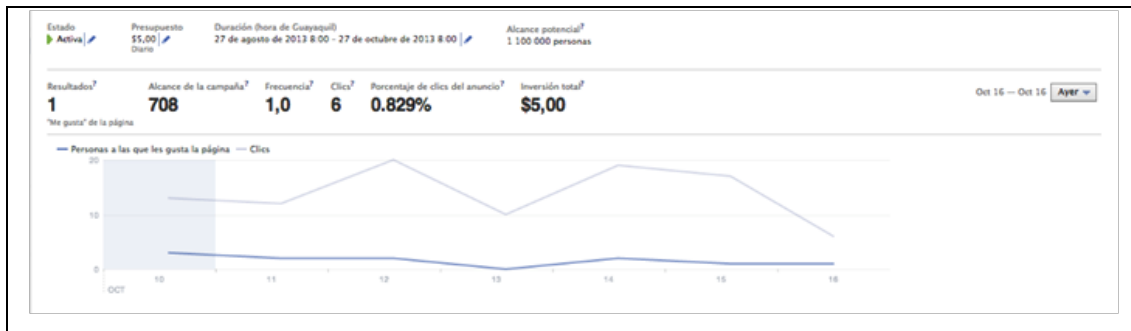 Estado Presupuesto Duración (hora de Guayaquil) Alcance potencial?
Activa $5,00 27 de agosto de 2013 8:00 - 27 de octubre de 2013 8:00 1 100 000 personas
Diario
Resultados? Alcance de la campaña? Frecuencia? Clics? Porcentaje de clics del anuncio? Inversión total?
1 708 1,0 6 0.829% $5,00 Oct 16 — Oct 16 Ayer
"Me gusta" de la página
Personas a las que les gusta la página Clics
20
10
0
10 11 12 13 14 15 16
OCT